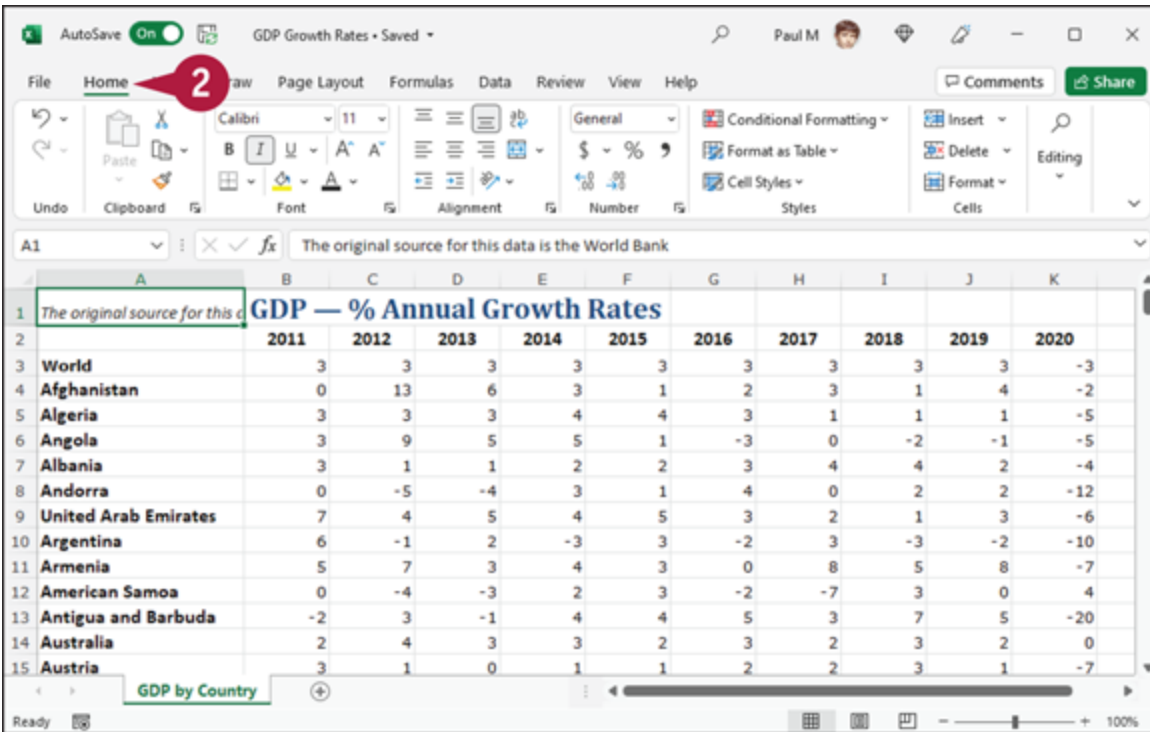 AutoSave On GDP Growth Rates • Saved Paul M
File Home 2 raw Page Layout Formulas Data Review View Help Comments Share
Calibri 11 General Conditional Formatting Insert
Paste B I U A A $ % 9 Format as Table Delete Editing
A Cell Styles Format
Undo Clipboard Font Alignment Number Styles Cells
A1 fx The original source for this data is the World Bank
A B C D E F G H I J K
1 The original source for this d GDP — % Annual Growth Rates
2 2011 2012 2013 2014 2015 2016 2017 2018 2019 2020
3 World 3 3 3 3 3 3 3 3 3 -3
4 Afghanistan 0 13 6 3 1 2 3 1 4 -2
5 Algeria 3 3 3 4 4 3 1 1 1 -5
6 Angola 3 9 5 5 1 -3 0 -2 -1 -5
7 Albania 3 1 1 2 2 3 4 4 2 -4
8 Andorra 0 -5 -4 3 1 4 0 2 2 -12
9 United Arab Emirates 7 4 5 4 5 3 2 1 3 -6
10 Argentina 6 -1 2 -3 3 -2 3 -3 -2 -10
11 Armenia 5 7 3 4 3 0 8 5 8 -7
12 American Samoa 0 -4 -3 2 3 -2 -7 3 0 4
13 Antigua and Barbuda -2 3 -1 4 4 5 3 7 5 -20
14 Australia 2 4 3 3 2 3 2 3 2 0
15 Austria 3 1 0 1 1 2 2 3 1 -7
GDP by Country
Ready 100%